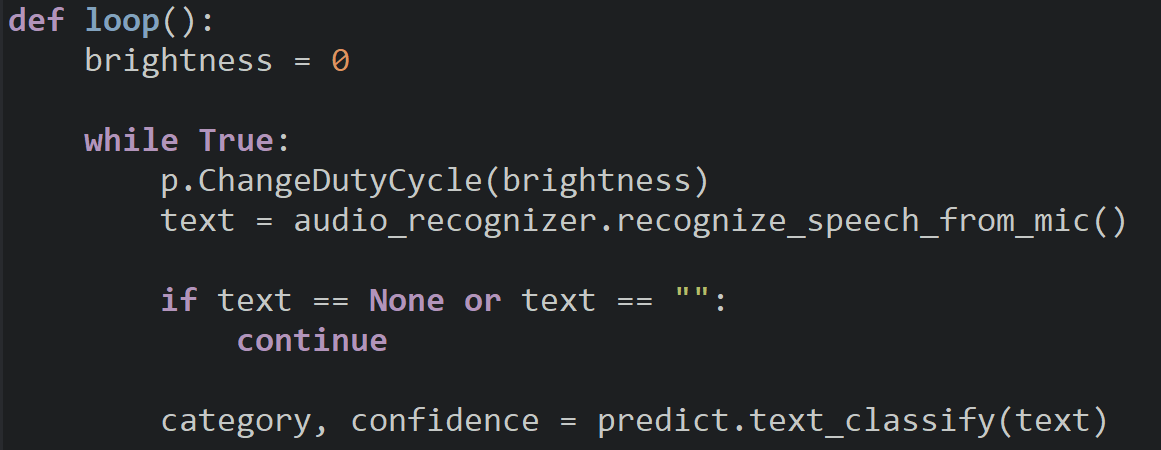 def loop():
    brightness = 0

    while True:
        p.ChangeDutyCycle(brightness)
        text = audio_recognizer.recognize_speech_from_mic()

        if text == None or text == "":
            continue

        category, confidence = predict.text_classify(text)